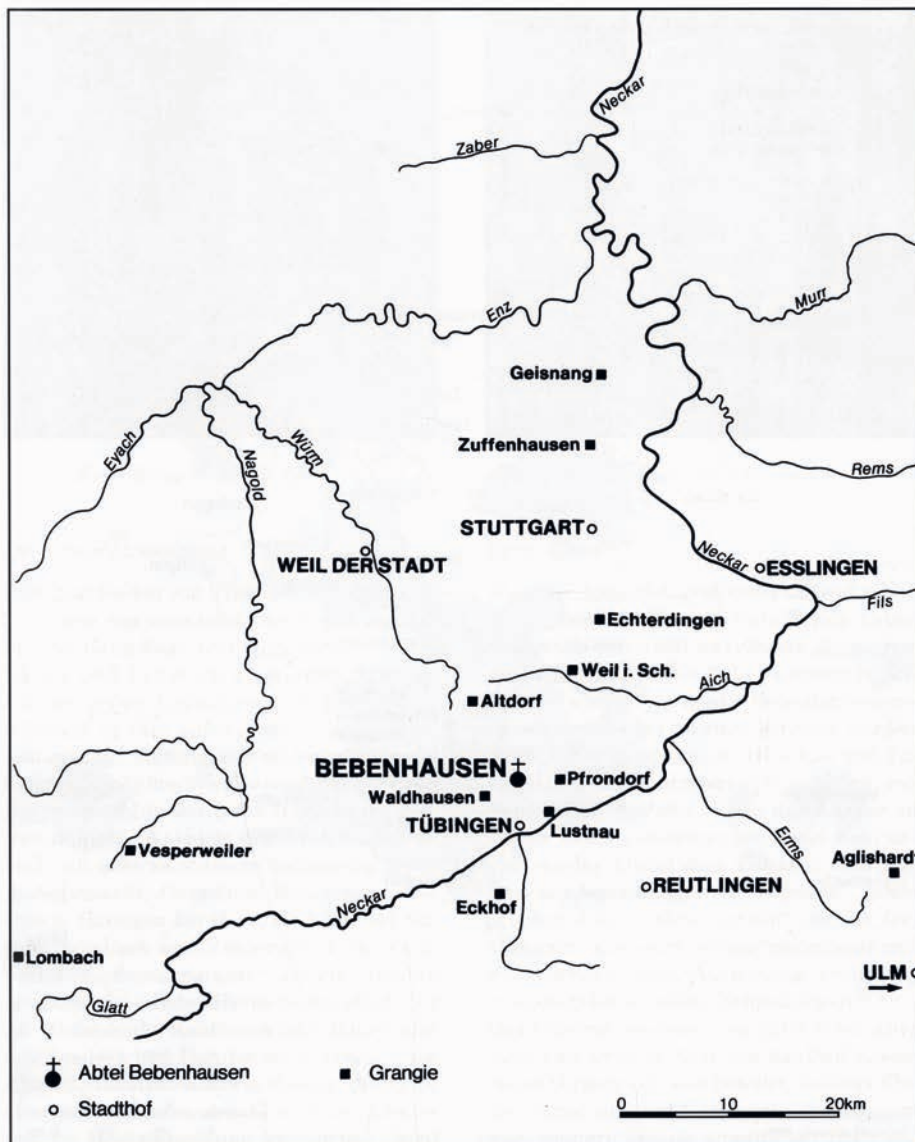 Neckar
Zaber
Enz
Murr
Geisnang
Eyach
Nagold
Würm
Zuffenhausen
Rems
STUTTGART
WEIL DER STADT
Neckar
ESSLINGEN
Fils
Echterdingen
Weil i. Sch.
Aich
Altdorf
BEBENHAUSEN
Pfrondorf
Waldhausen
TÜBINGEN
Lustnau
Vesperweiler
Erms
Aglishardt
REUTLINGEN
Eckhof
Neckar
Lombach
ULM
Glatt
Abtei Bebenhausen
Grangie
Stadthof
0 10 20km